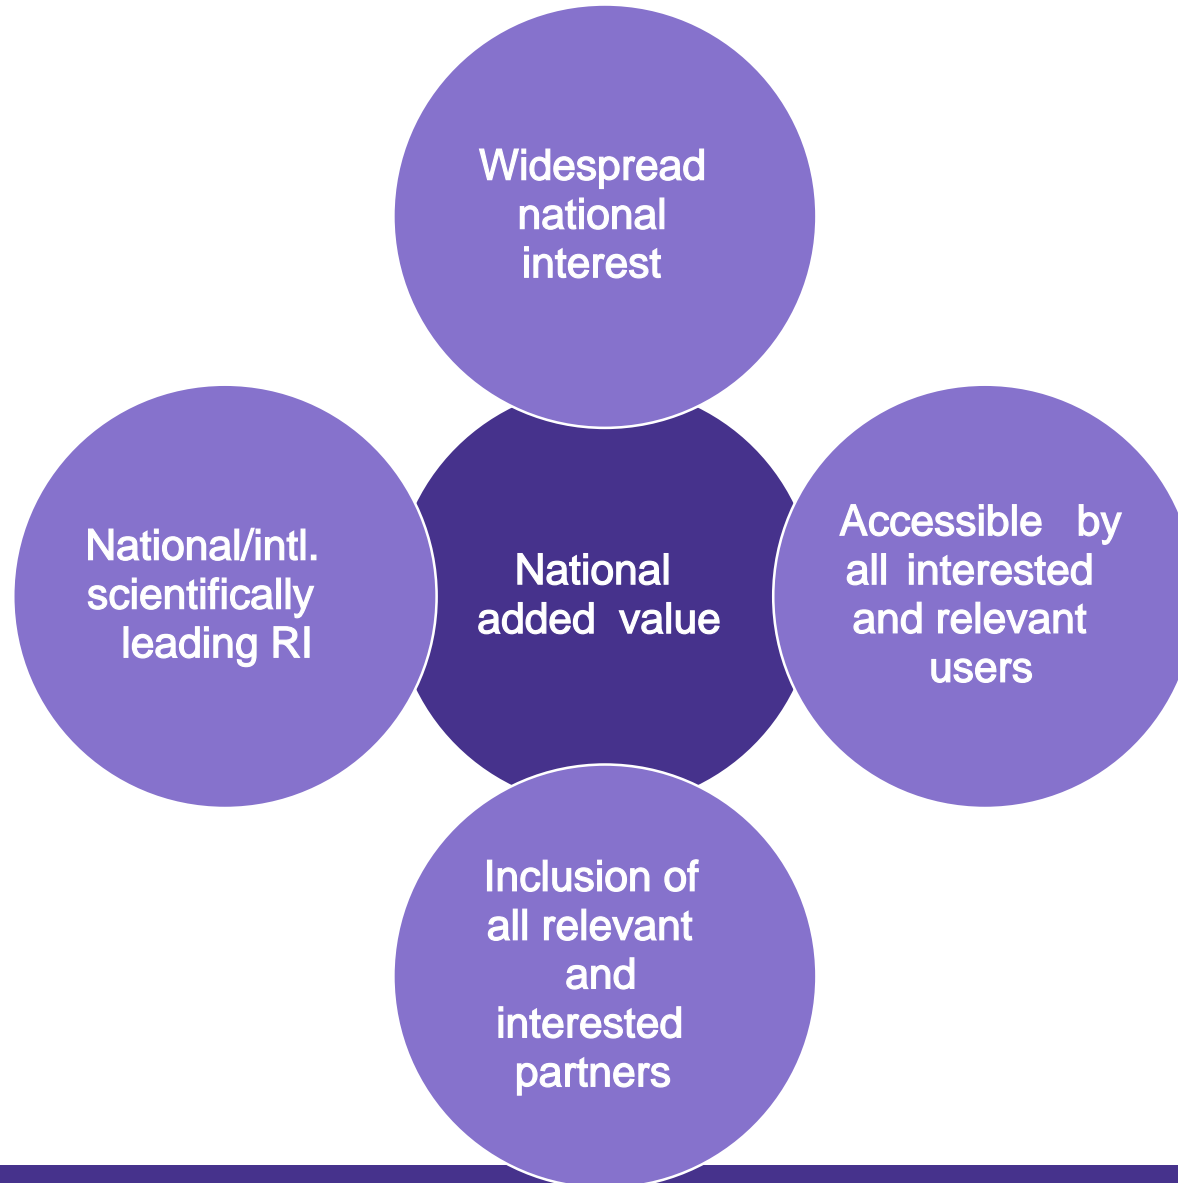 Widespread
national
interest
National/intl.
scientifically
leading RI
National
added value
Accessible by
all interested
and relevant
users
Inclusion of
all relevant
and
interested
partners